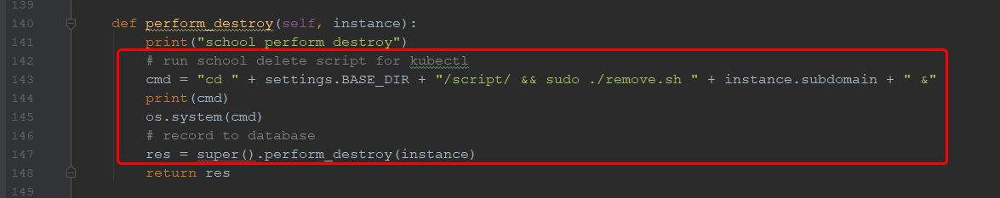 139
140 def perform_destroy(self, instance):
141 print("school perform destroy")
142 # run school delete script for kubectl
143 cmd = "cd " + settings.BASE_DIR + "/script/ && sudo ./remove.sh " + instance.subdomain + " &"
144 print(cmd)
145 os.system(cmd)
146 # record to database
147 res = super().perform_destroy(instance)
148 return res
149